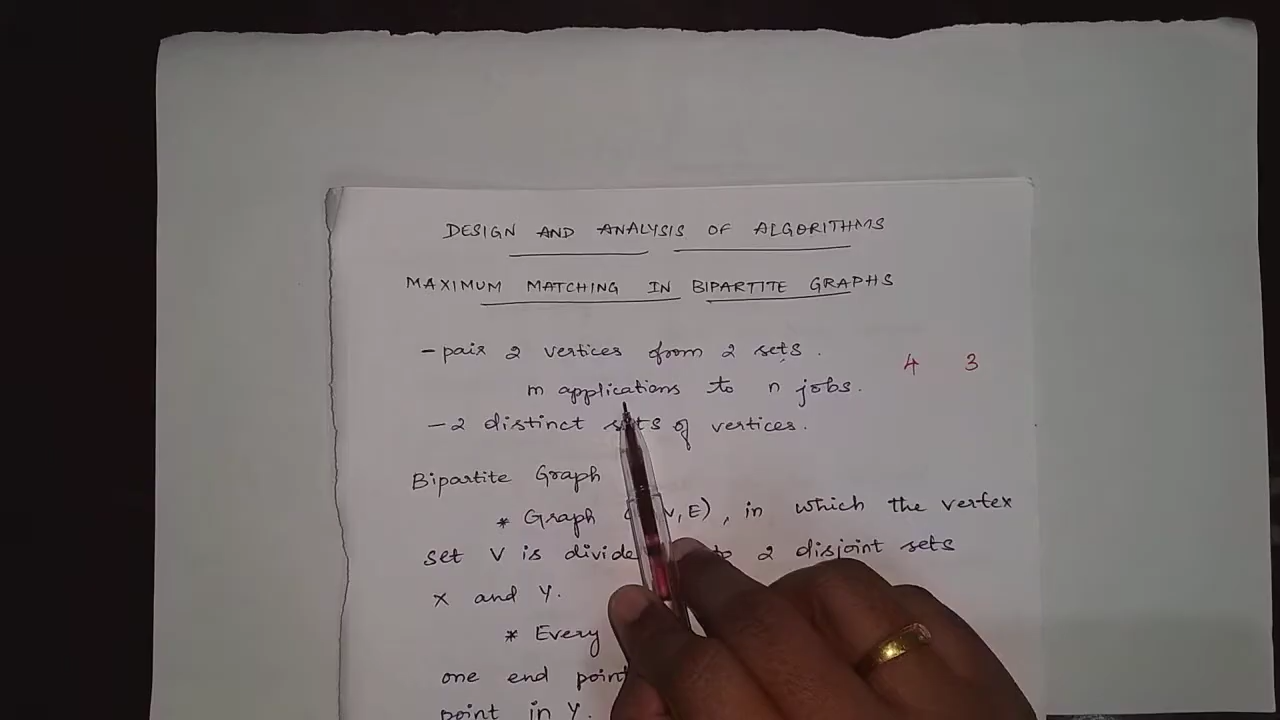 DESIGN AND ANALYSIS OF ALGORITHMS
MAXIMUM MATCHING IN BIPARTITE GRAPHS
- pair 2 vertices from 2 sets.
4 3
m applications to n jobs.
- 2 distinct sets of vertices.
Bipartite Graph
* Graph V, E), in which the vertex
set V is divide to 2 disjoint sets
X and Y.
* Every
one end point
point in Y.